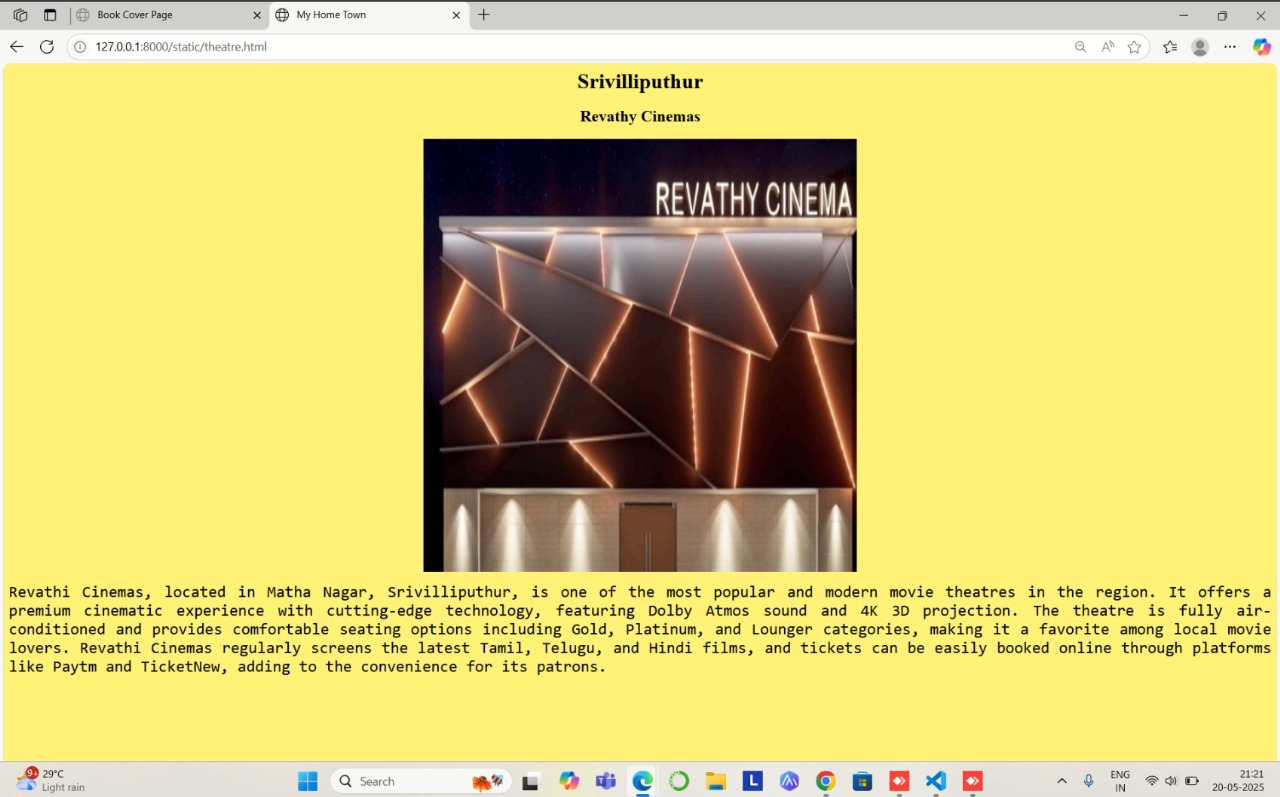 Book Cover Page
My Home Town
127.0.0.1:8000/static/theatre.html
Srivilliputhur
Revathy Cinemas
REVATHY CINEMA
Revathi Cinemas, located in Matha Nagar, Srivilliputhur, is one of the most popular and modern movie theatres in the region. It offers a
premium cinematic experience with cutting-edge technology, featuring Dolby Atmos sound and 4K 3D projection. The theatre is fully air-
conditioned and provides comfortable seating options including Gold, Platinum, and Lounger categories, making it a favorite among local movie
lovers. Revathi Cinemas regularly screens the latest Tamil, Telugu, and Hindi films, and tickets can be easily booked online through platforms
like Paytm and TicketNew, adding to the convenience for its patrons.
9+
29°C
Light rain
Search
L
ENG
IN
21:21
20-05-2025